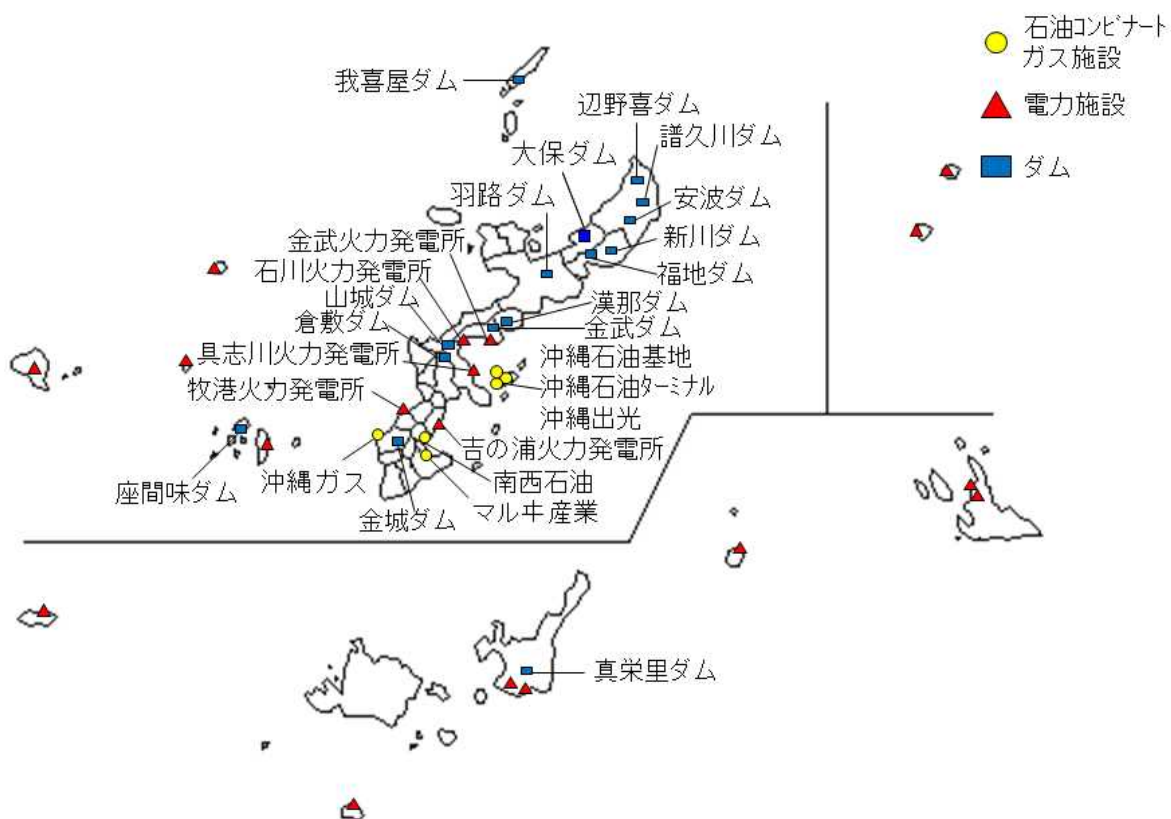 石油コンビナート
ガス施設
電力施設
ダム
我喜屋ダム
辺野喜ダム
譜久川ダム
大保ダム
羽路ダム
安波ダム
金武火力発電所
新川ダム
石川火力発電所
福地ダム
山城ダム
漢那ダム
倉敷ダム
金武ダム
具志川火力発電所
沖縄石油基地
牧港火力発電所
沖縄石油ターミナル
沖縄出光
吉の浦火力発電所
座間味ダム
沖縄ガス
南西石油
金城ダム
マルヰ産業
真栄里ダム